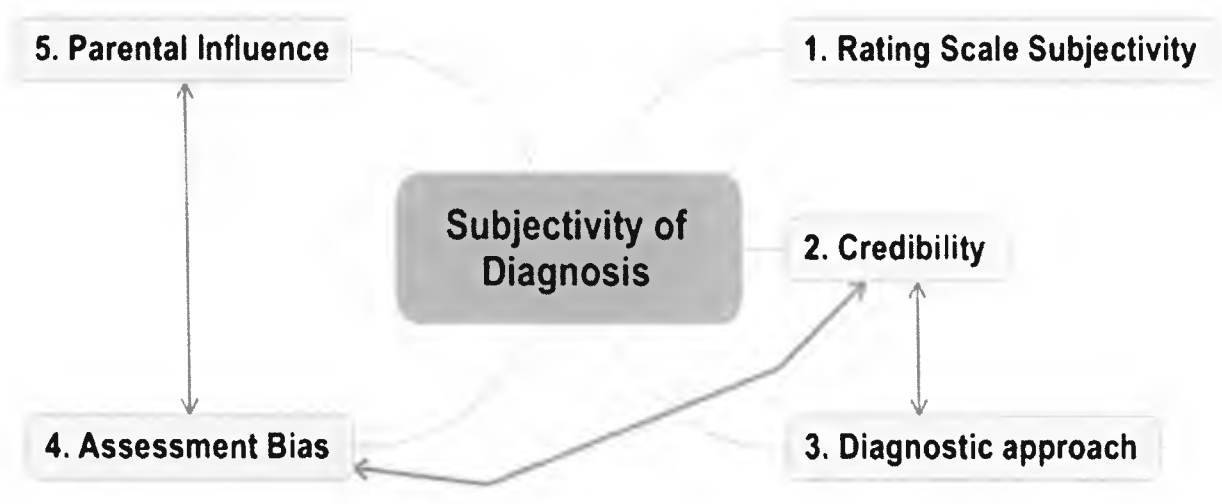 5. Parental Influence
1. Rating Scale Subjectivity
Subjectivity of
Diagnosis
2. Credibility
4. Assessment Bias
3. Diagnostic approach